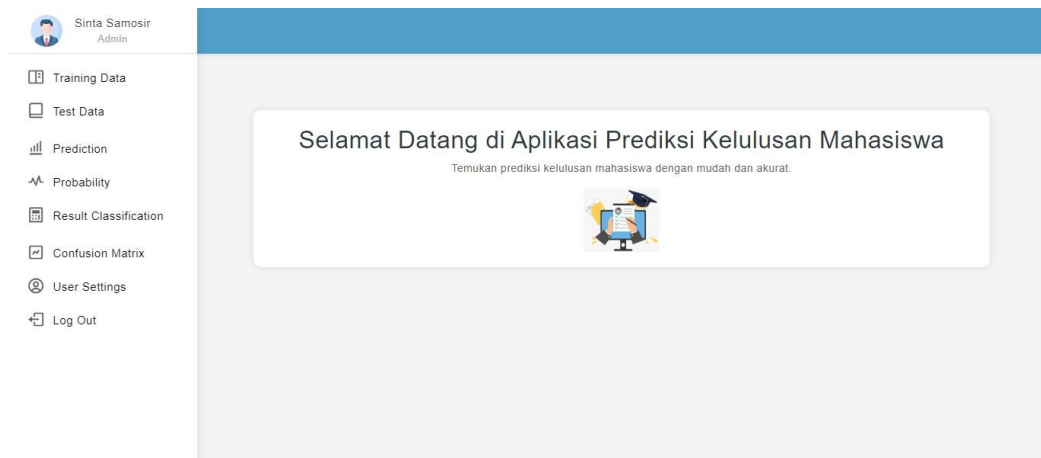 Sinta Samosir
Admin
Training Data
Test Data
Prediction
Probability
Result Classification
Confusion Matrix
User Settings
Log Out
Selamat Datang di Aplikasi Prediksi Kelulusan Mahasiswa
Temukan prediksi kelulusan mahasiswa dengan mudah dan akurat.